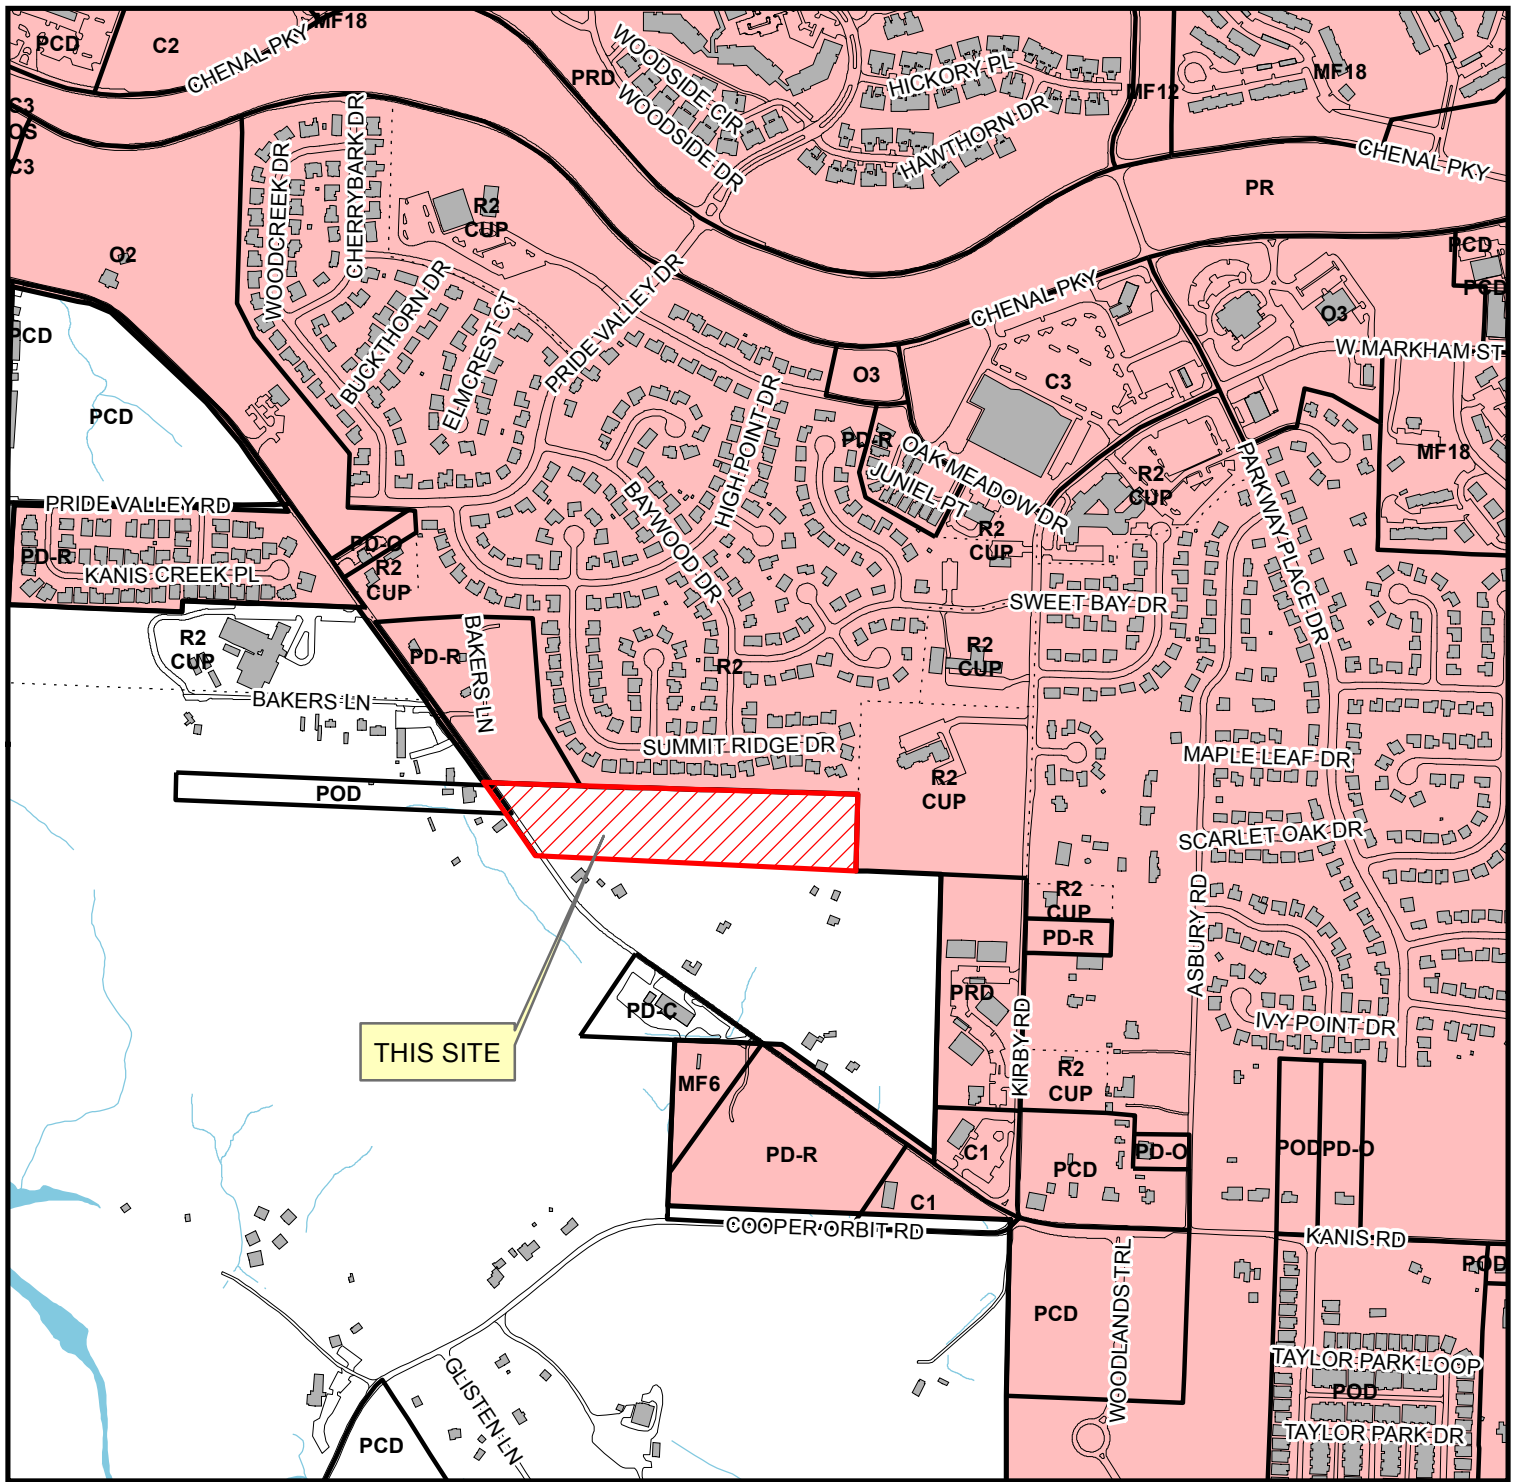 MF18
PCD
C2
CHENAL PKY
PRD
WOODSIDE CIR
WOODSIDE DR
HICKORY PL
HAWTHORN DR
MF12
MF18
CHENAL PKY
C3
OS
C3
PR
WOODCREEK DR
CHERRYBARK DR
R2
CUP
O2
PCD
PCD
O3
PCD
BUCKTHORN DR
ELMCREST CT
PRIDE VALLEY DR
CHENAL PKY
W MARKHAM ST
PCD
O3
C3
HIGH POINT DR
PD-R
OAK MEADOW DR
JUNIEL PT
R2
CUP
PARKWAY PLACE DR
MF18
PRIDE VALLEY RD
BAYWOOD DR
R2
CUP
PD-R
KANIS CREEK PL
PD-O
R2
CUP
SWEET BAY DR
R2
CUP
PD-R
BAKERS LN
R2
R2
CUP
BAKERS LN
SUMMIT RIDGE DR
MAPLE LEAF DR
R2
CUP
POD
SCARLET OAK DR
R2
CUP
PD-R
ASBURY RD
PRD
PD-C
IVY POINT DR
THIS SITE
KIRBY RD
R2
CUP
MF6
PD-R
C1
PCD
PD-O
POD
PD-O
C1
COOPER ORBIT RD
KANIS RD
POD
WOODLANDS TRL
PCD
TAYLOR PARK LOOP
POD
GLISTEN LN
PCD
TAYLOR PARK DR